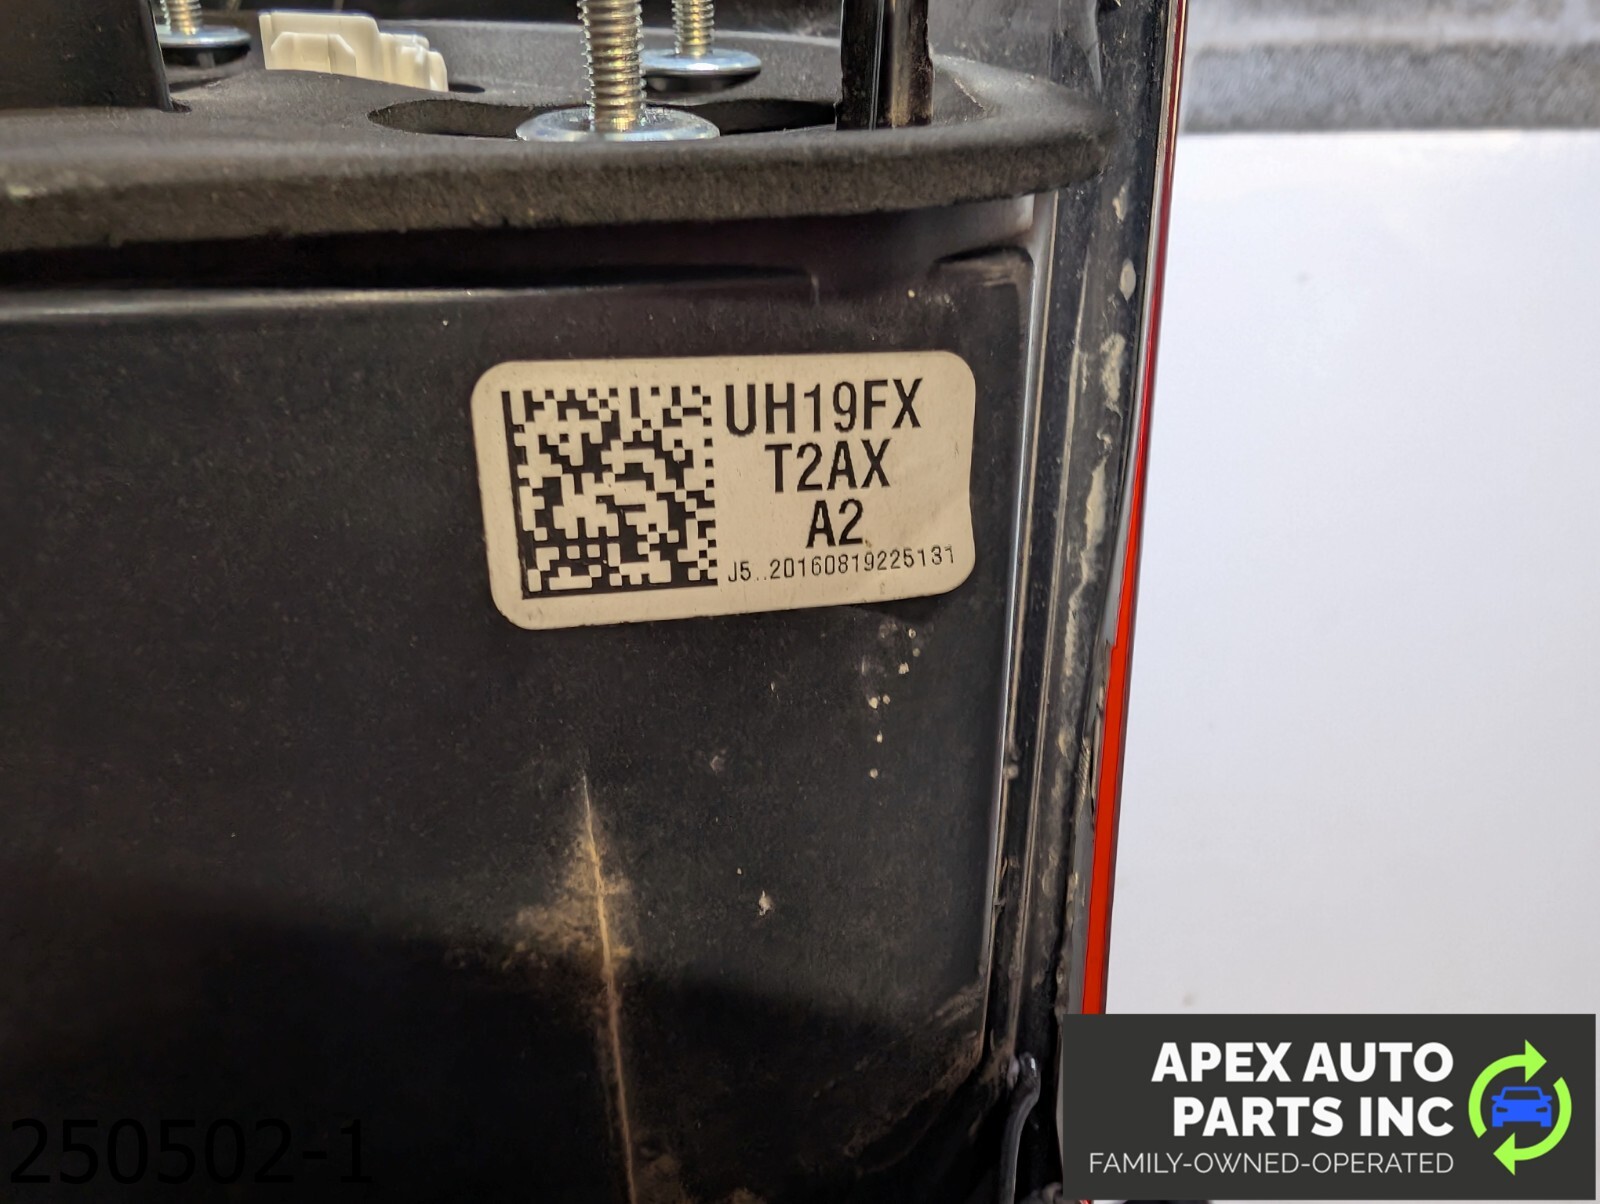 UH19FX
T2AX
A2
J5..20160819225131
250502-1
APEX AUTO
PARTS INC
FAMILY-OWNED-OPERATED